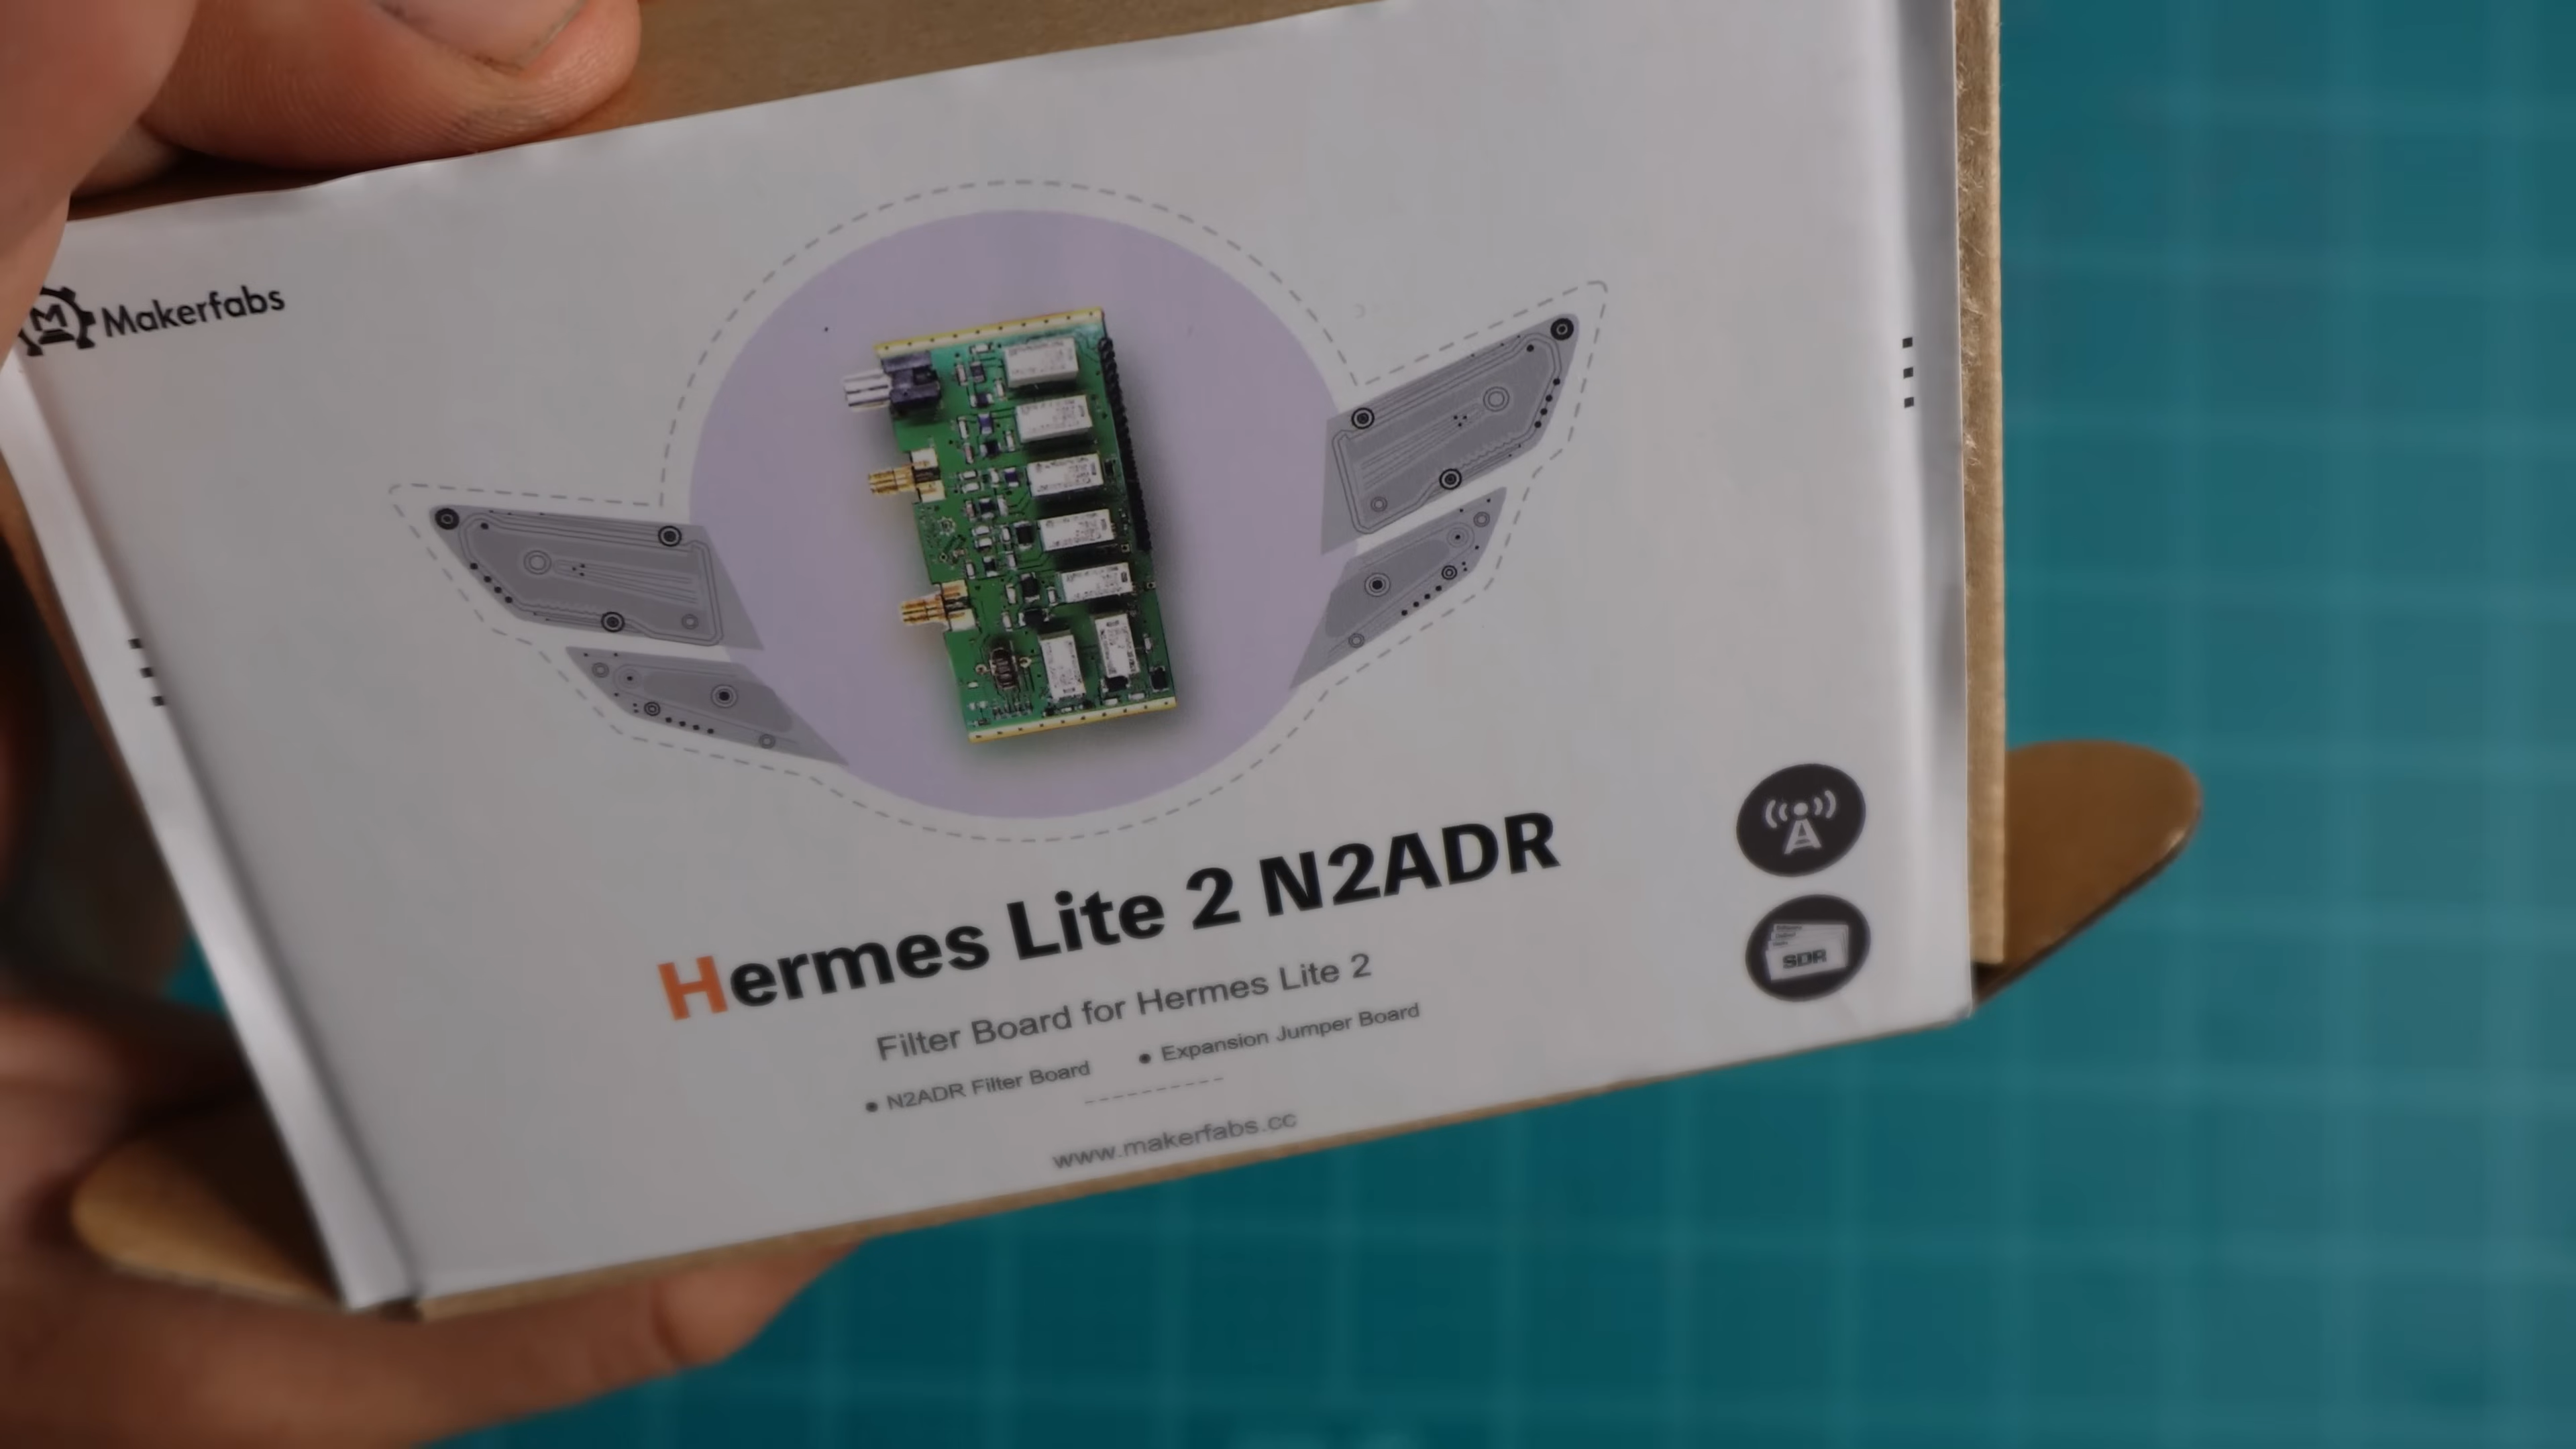 Makerfabs
Hermes Lite 2 N2ADR
Filter Board for Hermes Lite 2
• N2ADR Filter Board • Expansion Jumper Board
www.makerfabs.cc
SDR